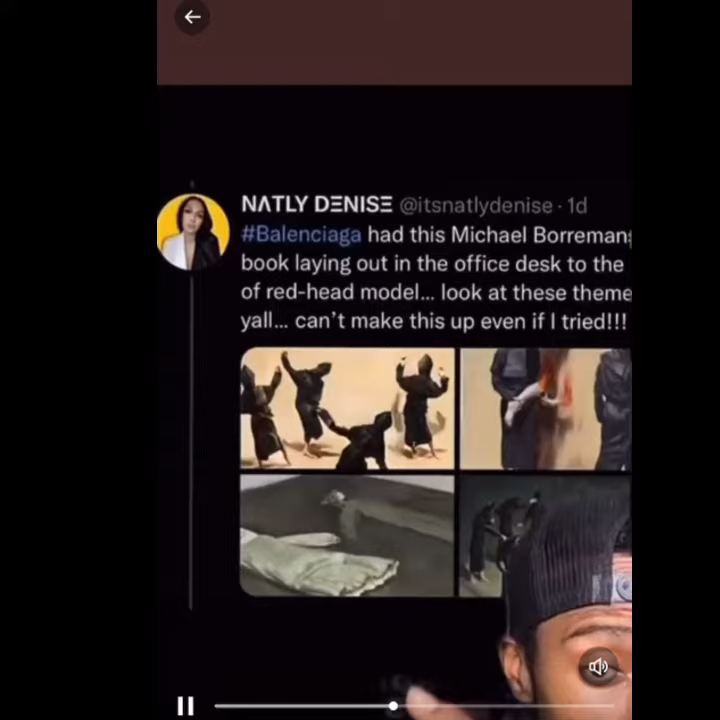 NATLY DENISE @itsnatlydenise · 1d
#Balenciaga had this Michael Borremans
book laying out in the office desk to the
of red-head model... look at these theme
yall... can't make this up even if I tried!!!